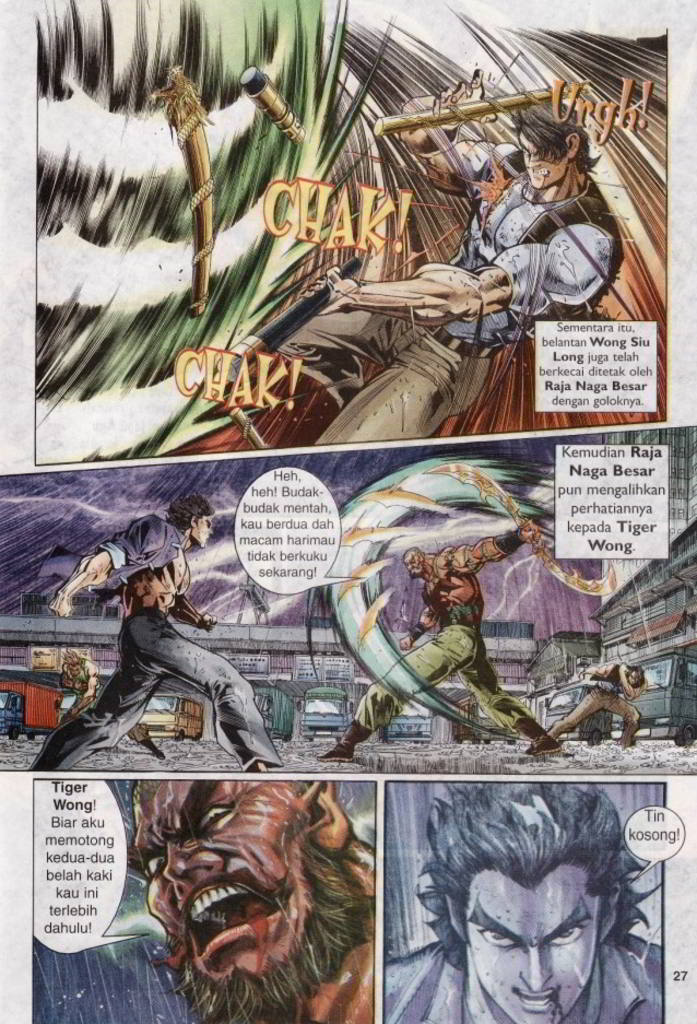 Urgh!
CHAK!
CHAK!
Sementara itu,
belantan Wong Siu
Long juga telah
berkecai ditetak oleh
Raja Naga Besar
dengan goloknya.
Kemudian Raja
Naga Besar
pun mengalihkan
perhatiannya
kepada Tiger
Wong.
Heh,
heh! Budak-
budak mentah,
kau berdua dah
macam harimau
tidak berkuku
sekarang!
Tiger
Wong!
Biar aku
memotong
kedua-dua
belah kaki
kau ini
terlebih
dahulu!
Tin
kosong!
27